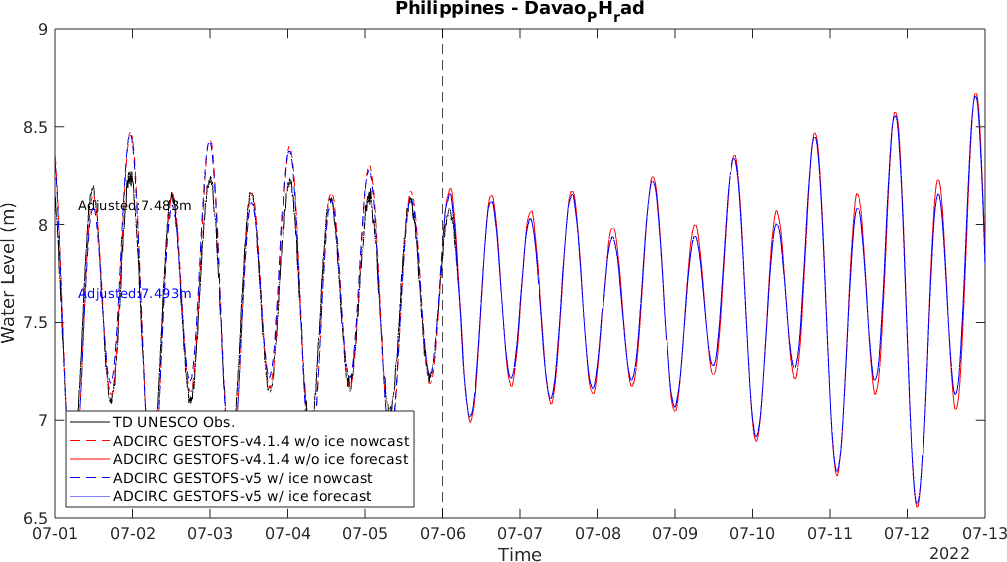 Philippines - DavaopHrad
9
8.5
8
7.5
7
6.5
Water Level (m)
Adjusted:7.483m
Adjusted:7.493m
TD UNESCO Obs.
ADCIRC GESTOFS-v4.1.4 w/o ice nowcast
ADCIRC GESTOFS-v4.1.4 w/o ice forecast
ADCIRC GESTOFS-v5 w/ ice nowcast
ADCIRC GESTOFS-v5 w/ ice forecast
07-01 07-02 07-03 07-04 07-05 07-06 07-07 07-08 07-09 07-10 07-11 07-12 07-13
Time
2022